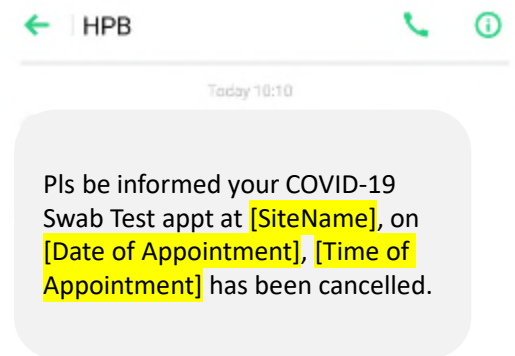 HPB
Today 10:10
Pls be informed your COVID-19
Swab Test appt at [SiteName], on
[Date of Appointment], [Time of
Appointment] has been cancelled.